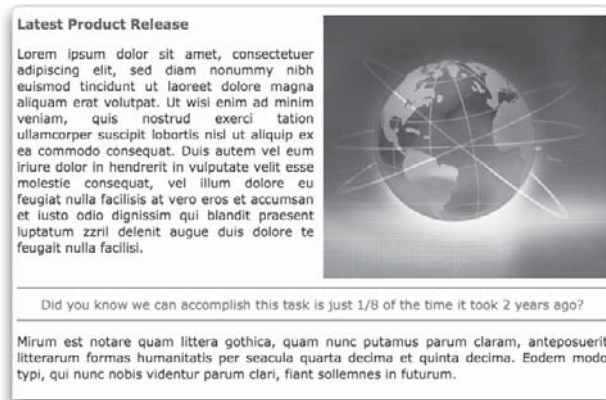 Latest Product Release
Lorem ipsum dolor sit amet, consectetuer
adipiscing elit, sed diam nonummy nibh
euismod tincidunt ut laoreet dolore magna
aliquam erat volutpat. Ut wisi enim ad minim
veniam, quis nostrud exerci tation
ullamcorper suscipit lobortis nisl ut aliquip ex
ea commodo consequat. Duis autem vel eum
iriure dolor in hendrerit in vulputate velit esse
molestie consequat, vel illum dolore eu
feugiat nulla facilisis at vero eros et accumsan
et iusto odio dignissim qui blandit praesent
luptatum zzril delenit augue duis dolore te
feugait nulla facilisi.
Did you know we can accomplish this task is just 1/8 of the time it took 2 years ago?
Mirum est notare quam littera gothica, quam nunc putamus parum claram, anteposuerit
litterarum formas humanitatis per seacula quarta decima et quinta decima. Eodem modo
typi, qui nunc nobis videntur parum clari, fiant sollemnes in futurum.